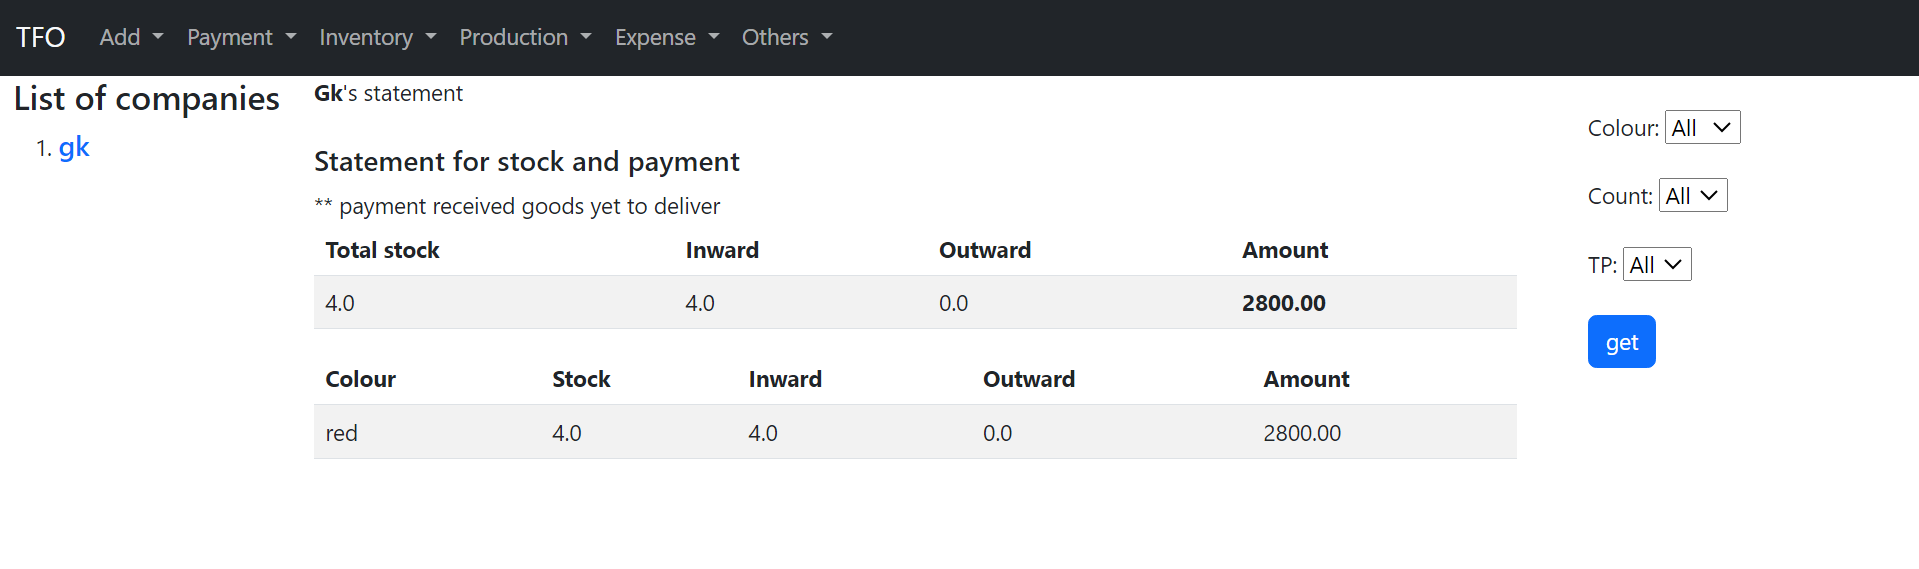 TFO Add Payment Inventory Production Expense Others
List of companies
1. gk
Gk's statement
Statement for stock and payment
** payment received goods yet to deliver
Total stock Inward Outward Amount
4.0 4.0 0.0 2800.00
Colour Stock Inward Outward Amount
red 4.0 4.0 0.0 2800.00
Colour: All
Count: All
TP: All
get